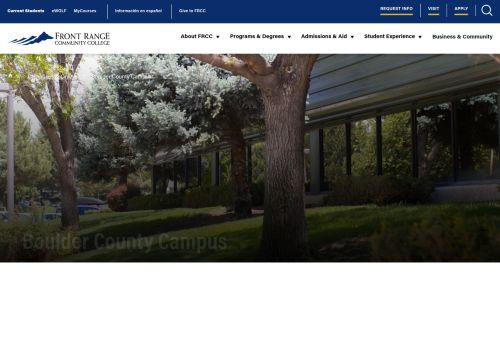 Current Students eWOLF MyCourses Información en español Give to FRCC REQUEST INFO VISIT APPLY
FRONT RANGE
COMMUNITY COLLEGE
About FRCC Programs & Degrees Admissions & Aid Student Experience Business & Community
Boulder County Campus
Boulder County Campus